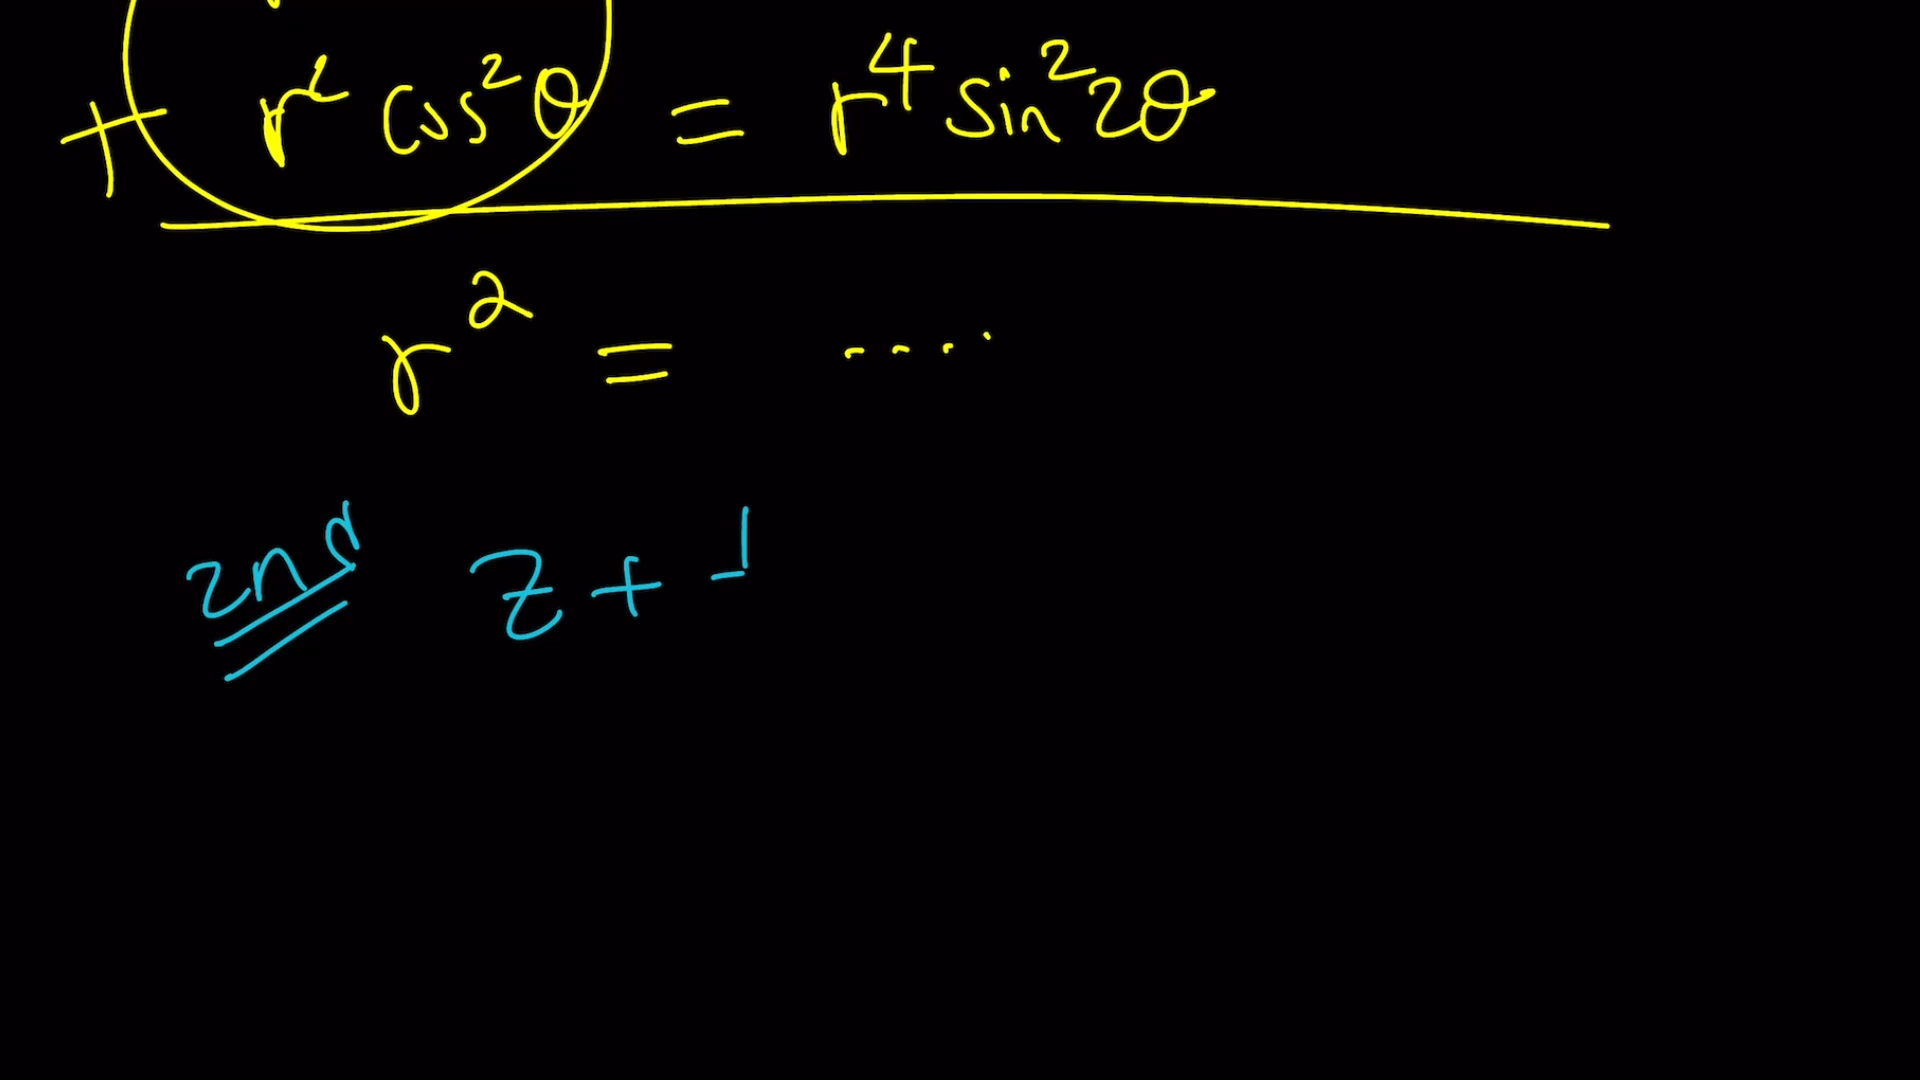 + r² cos²θ = r⁴ sin²2θ
r² = ....
2nd z + 1